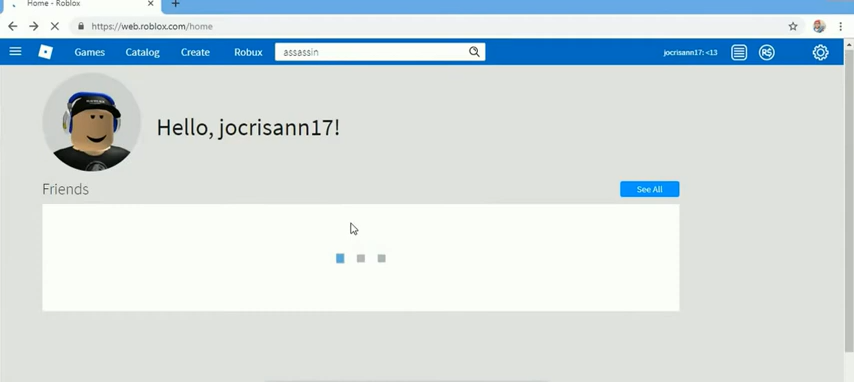 Home - Roblox
https://web.roblox.com/home
Games Catalog Create Robux assassin jocrisann17: <13
Hello, jocrisann17!
Friends See All